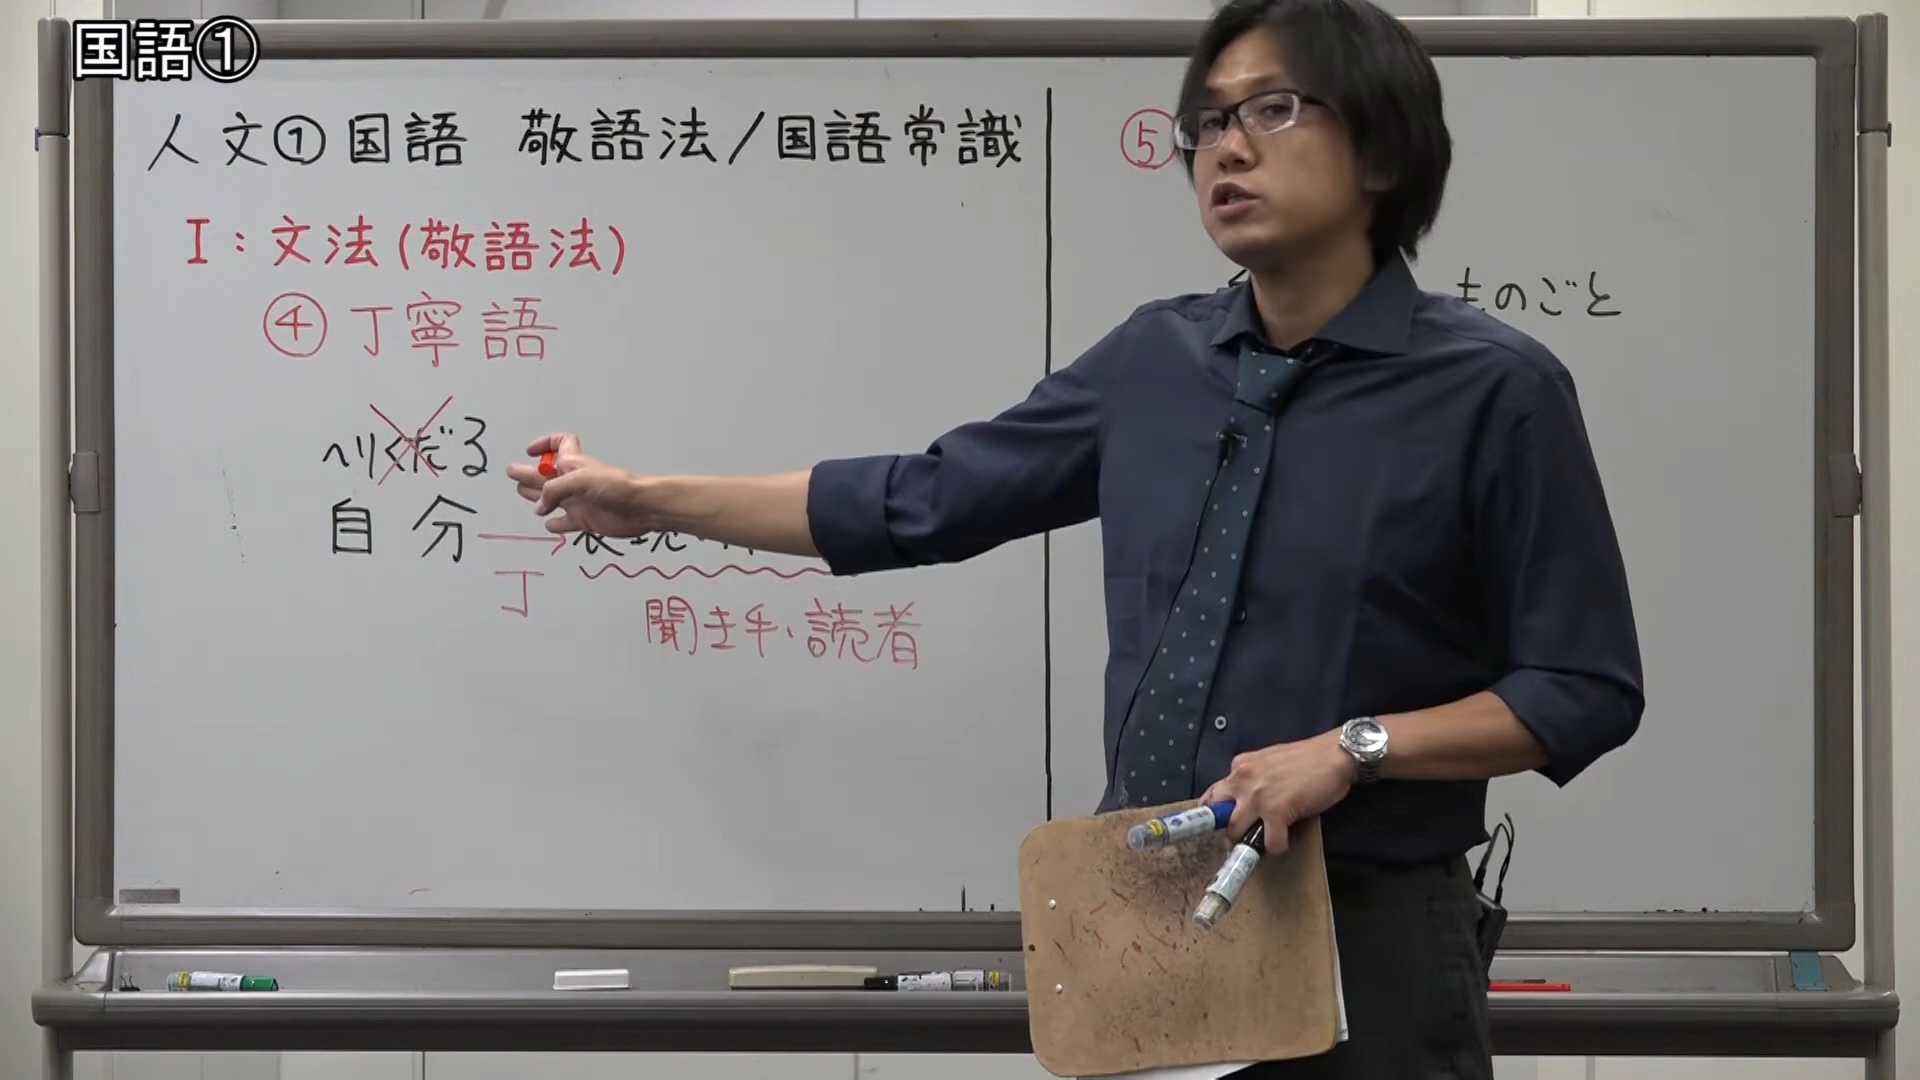 国語①
人文①国語 敬語法/国語常識
Ⅰ:文法(敬語法)
④丁寧語
へりくだる
自分
丁
聞き手、読者
⑤
ものごと